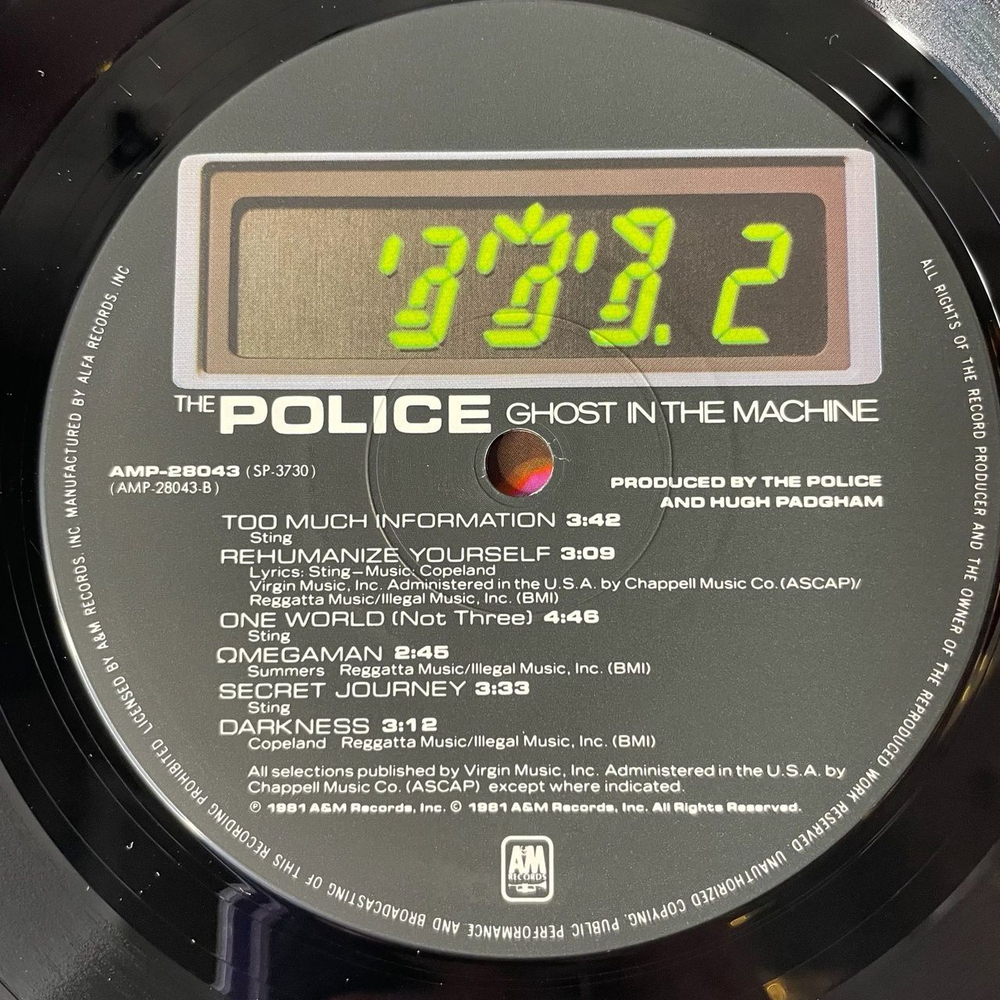 .2
THE POLICE GHOST IN THE MACHINE
AMP-28043 (SP-3730)
(AMP-28043-B)
PRODUCED BY THE POLICE
AND HUGH PADGHAM
TOO MUCH INFORMATION 3:42
Sting
REHUMANIZE YOURSELF 3:09
Lyrics: Sting–Music: Copeland
Virgin Music, Inc. Administered in the U.S.A. by Chappell Music Co. (ASCAP)/
Reggatta Music/Illegal Music, Inc. (BMI)
ONE WORLD (Not Three) 4:46
Sting
ΩMEGAMAN 2:45
Summers Reggatta Music/Illegal Music, Inc. (BMI)
SECRET JOURNEY 3:33
Sting
DARKNESS 3:12
Copeland Reggatta Music/Illegal Music, Inc. (BMI)
All selections published by Virgin Music, Inc. Administered in the U.S.A. by
Chappell Music Co. (ASCAP) except where indicated.
℗ 1981 A&M Records, Inc. © 1981 A&M Records, Inc. All Rights Reserved.
A&M
RECORDS
ALL RIGHTS OF THE RECORD PRODUCER AND THE OWNER OF THE REPRODUCED WORK RESERVED. UNAUTHORIZED COPYING, PUBLIC PERFORMANCE AND BROADCASTING OF THIS RECORDING PROHIBITED LICENSED BY A&M RECORDS, INC MANUFACTURED BY ALFA RECORDS, INC